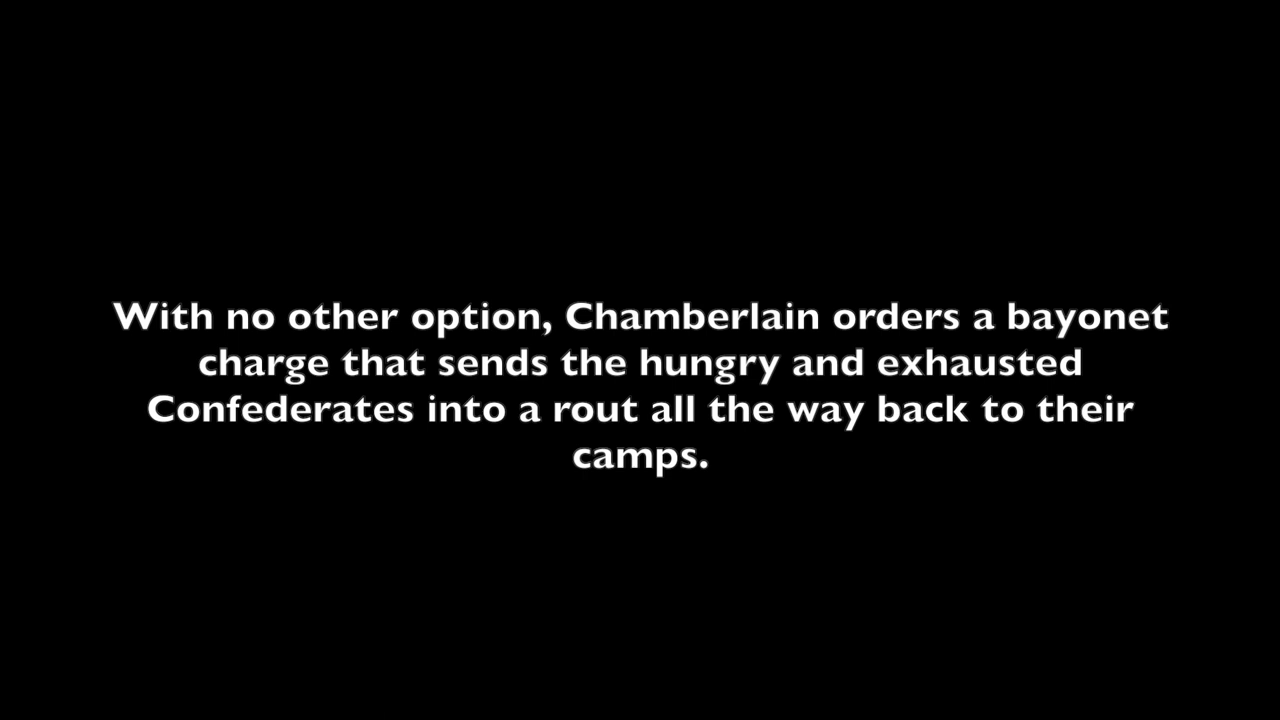 With no other option, Chamberlain orders a bayonet
charge that sends the hungry and exhausted
Confederates into a rout all the way back to their
camps.